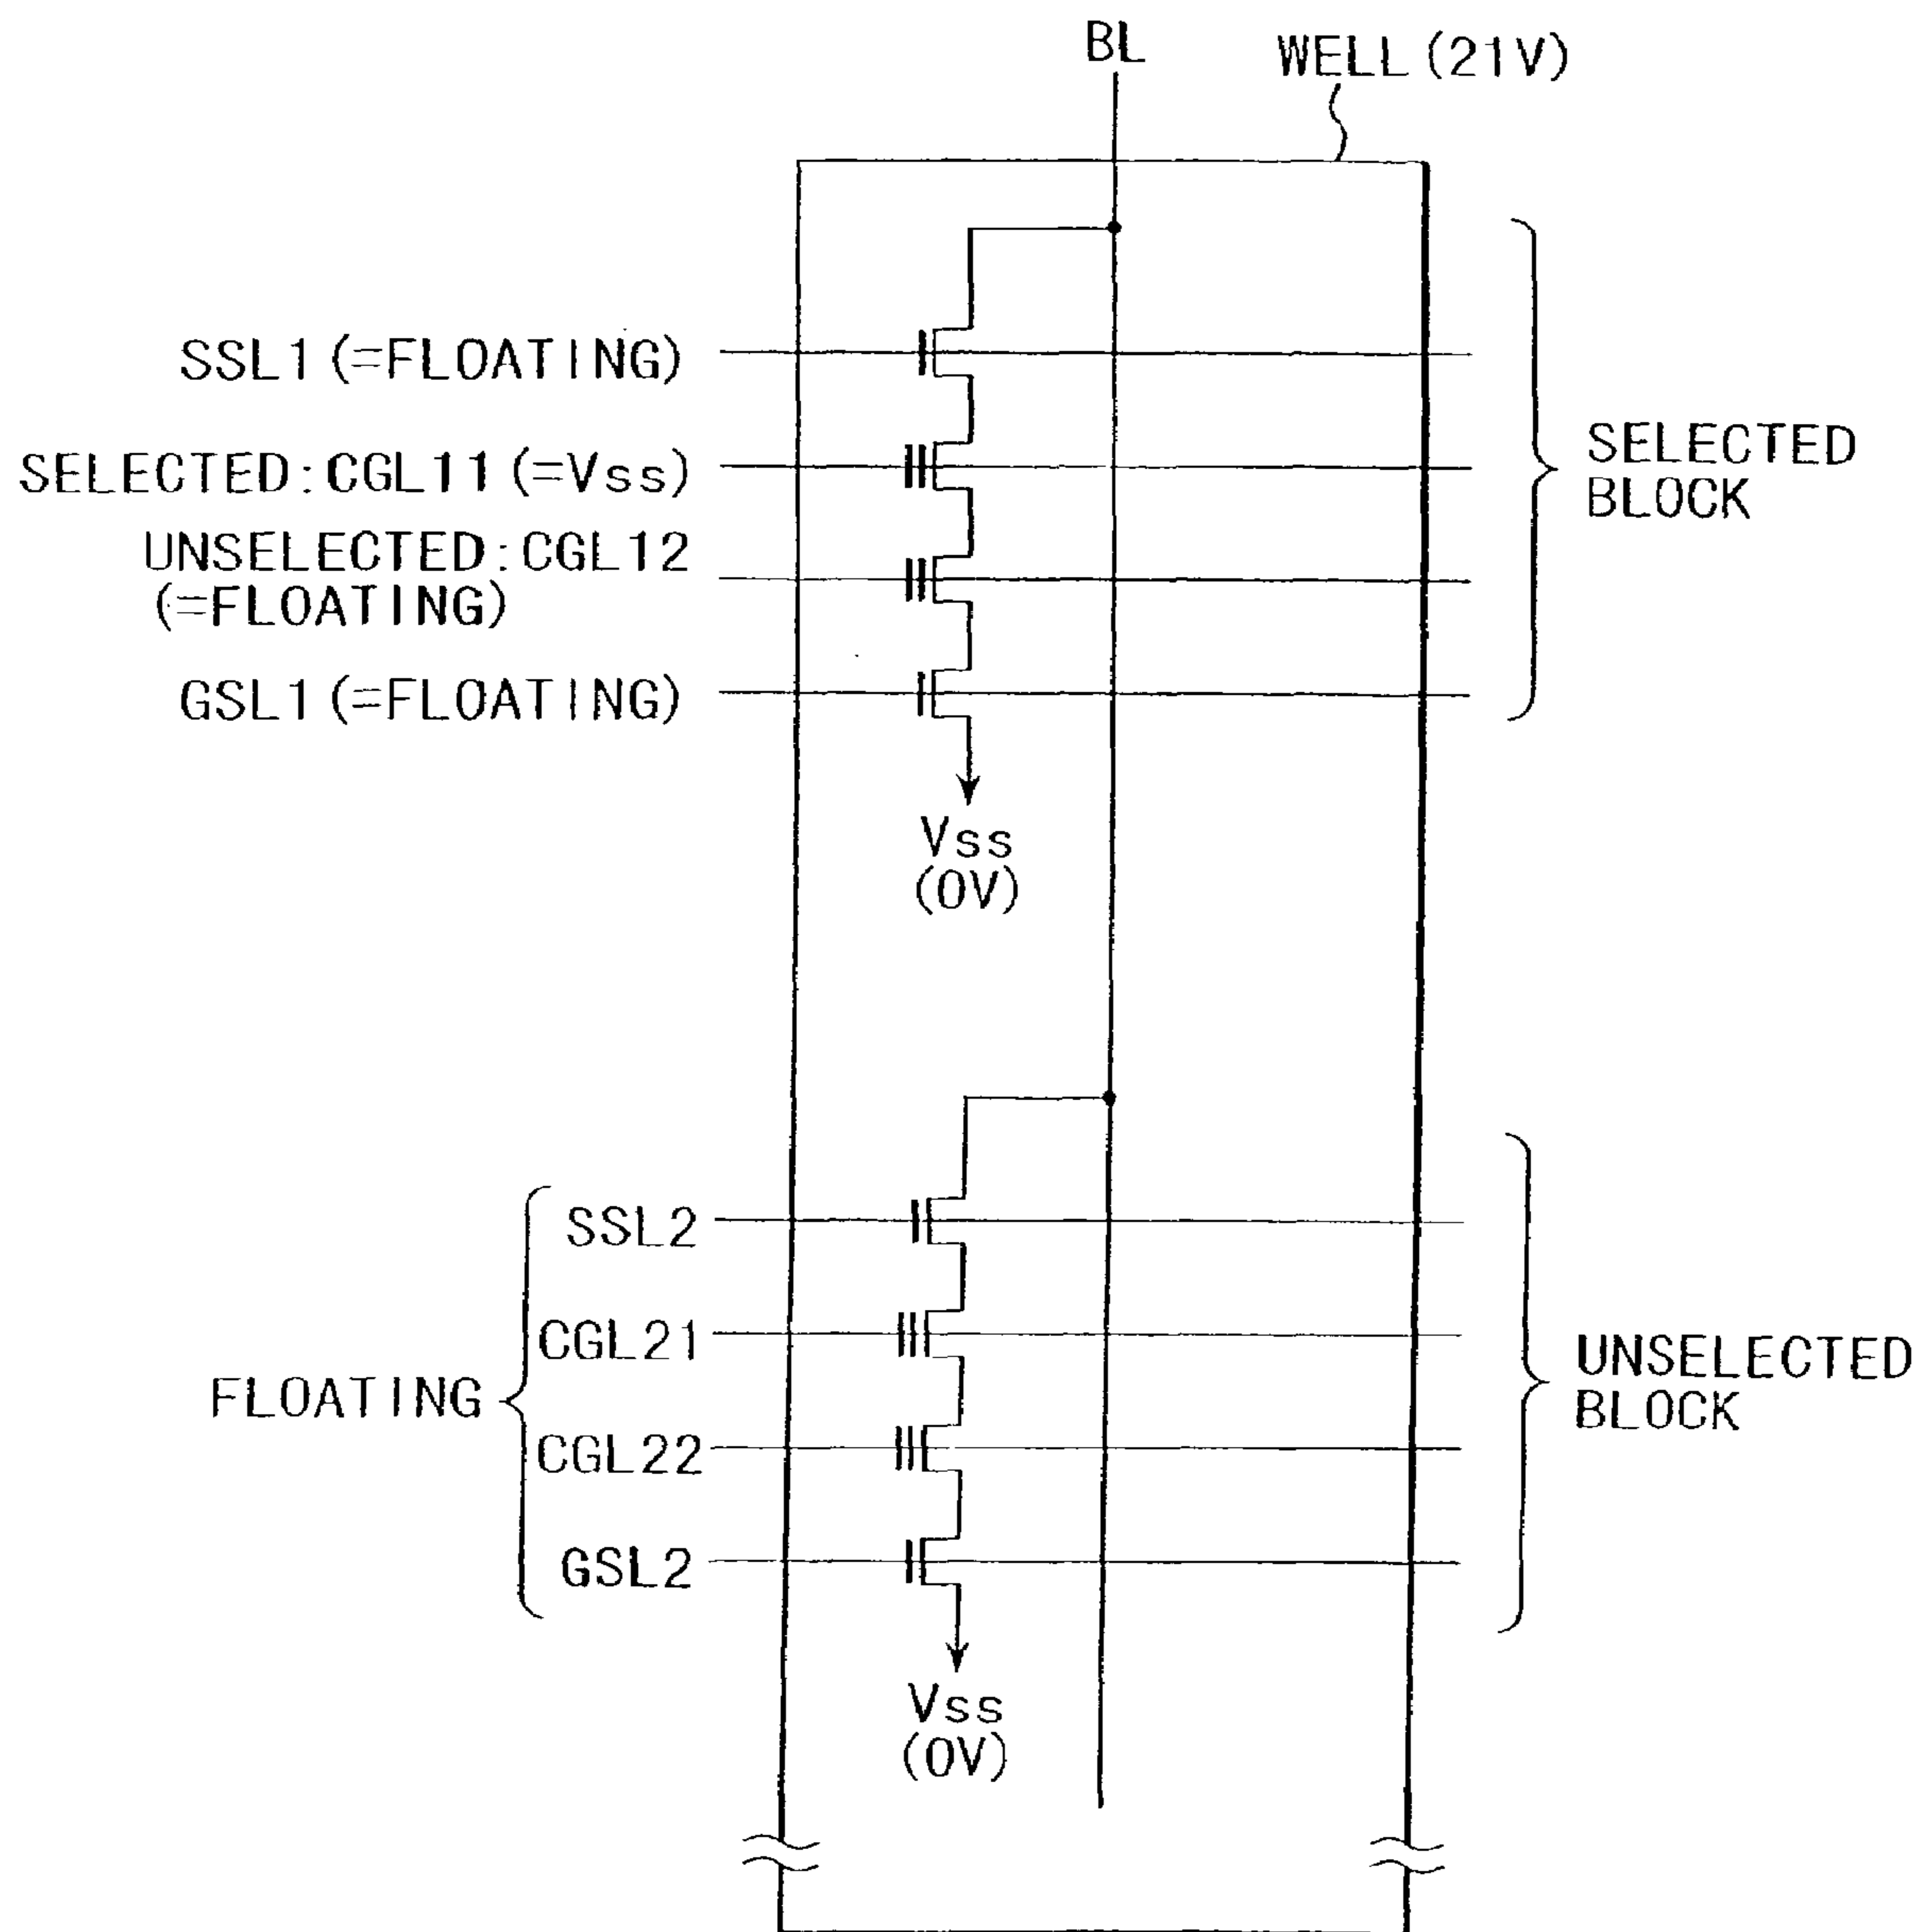 BL
WELL (21V)
SSL1 (=FLOATING)
SELECTED:CGL11 (=Vss)
UNSELECTED:CGL12
(=FLOATING)
GSL1 (=FLOATING)
SELECTED
BLOCK
Vss
(0V)
SSL2
CGL21
FLOATING
CGL22
GSL2
UNSELECTED
BLOCK
Vss
(0V)